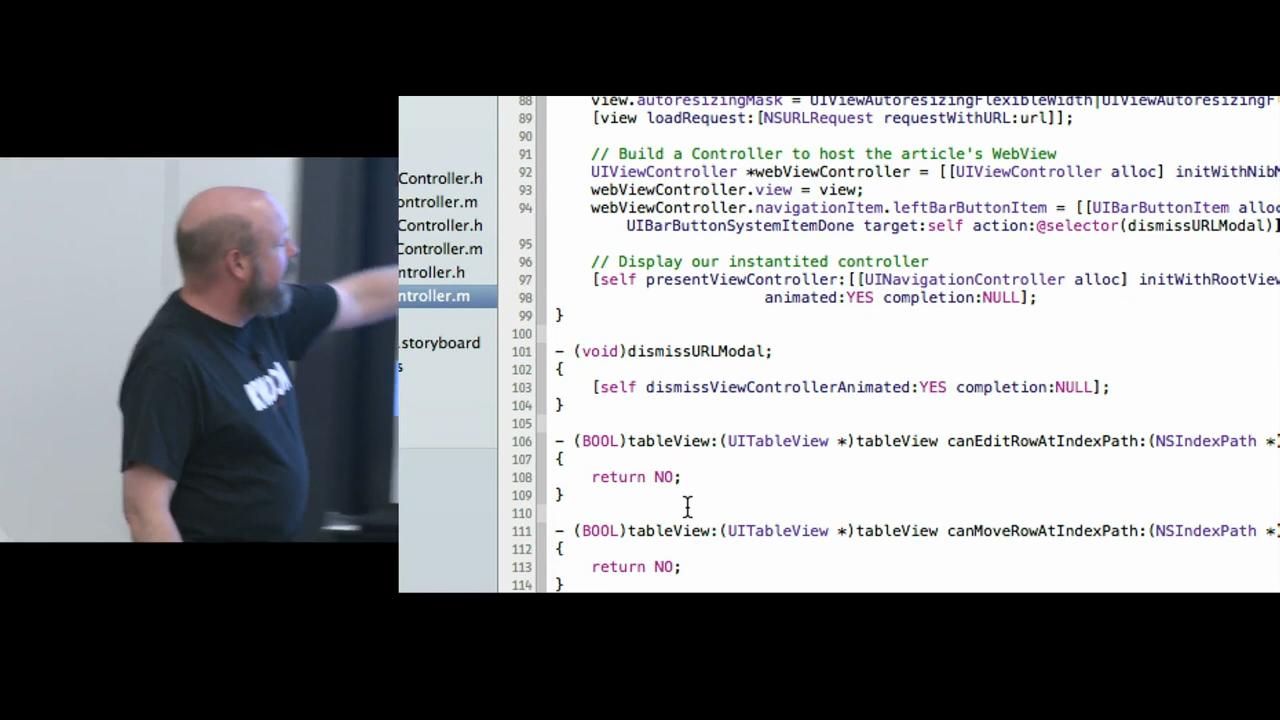 Controller.h
ontroller.m
Controller.h
Controller.m
ntroller.h
ntroller.m
.storyboard
s
88 view.autoresizingMask = UIViewAutoresizingFlexibleWidth|UIViewAutoresizingF
89 [view loadRequest:[NSURLRequest requestWithURL:url]];
90
91 // Build a Controller to host the article's WebView
92 UIViewController *webViewController = [[UIViewController alloc] initWithNibN
93 webViewController.view = view;
94 webViewController.navigationItem.leftBarButtonItem = [[UIBarButtonItem alloc
UIBarButtonSystemItemDone target:self action:@selector(dismissURLModal)]
95
96 // Display our instantited controller
97 [self presentViewController:[[UINavigationController alloc] initWithRootView
98 animated:YES completion:NULL];
99 }
100
101 - (void)dismissURLModal;
102 {
103 [self dismissViewControllerAnimated:YES completion:NULL];
104 }
105
106 - (BOOL)tableView:(UITableView *)tableView canEditRowAtIndexPath:(NSIndexPath *)
107 {
108 return NO;
109 }
110
111 - (BOOL)tableView:(UITableView *)tableView canMoveRowAtIndexPath:(NSIndexPath *)
112 {
113 return NO;
114 }